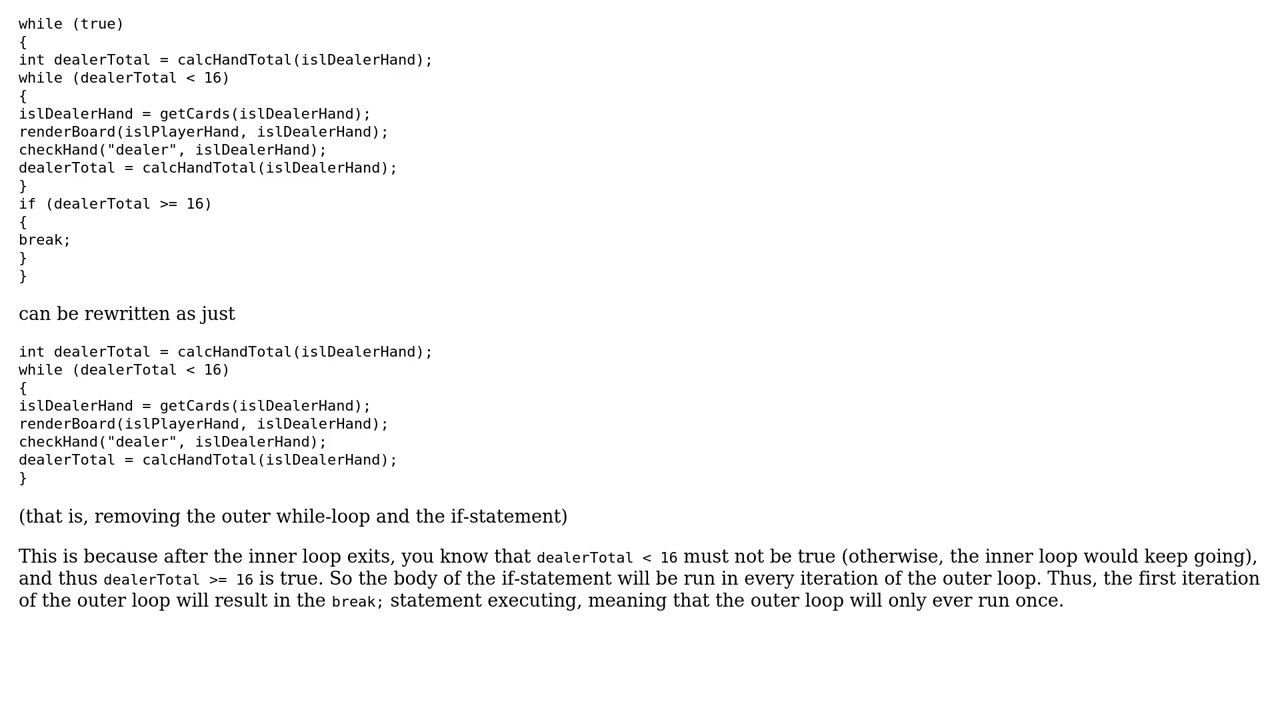 while (true)
{
int dealerTotal = calcHandTotal(islDealerHand);
while (dealerTotal < 16)
{
islDealerHand = getCards(islDealerHand);
renderBoard(islPlayerHand, islDealerHand);
checkHand("dealer", islDealerHand);
dealerTotal = calcHandTotal(islDealerHand);
}
if (dealerTotal >= 16)
{
break;
}
}
can be rewritten as just
int dealerTotal = calcHandTotal(islDealerHand);
while (dealerTotal < 16)
{
islDealerHand = getCards(islDealerHand);
renderBoard(islPlayerHand, islDealerHand);
checkHand("dealer", islDealerHand);
dealerTotal = calcHandTotal(islDealerHand);
}
(that is, removing the outer while-loop and the if-statement)
This is because after the inner loop exits, you know that dealerTotal < 16 must not be true (otherwise, the inner loop would keep going),
and thus dealerTotal >= 16 is true. So the body of the if-statement will be run in every iteration of the outer loop. Thus, the first iteration
of the outer loop will result in the break; statement executing, meaning that the outer loop will only ever run once.